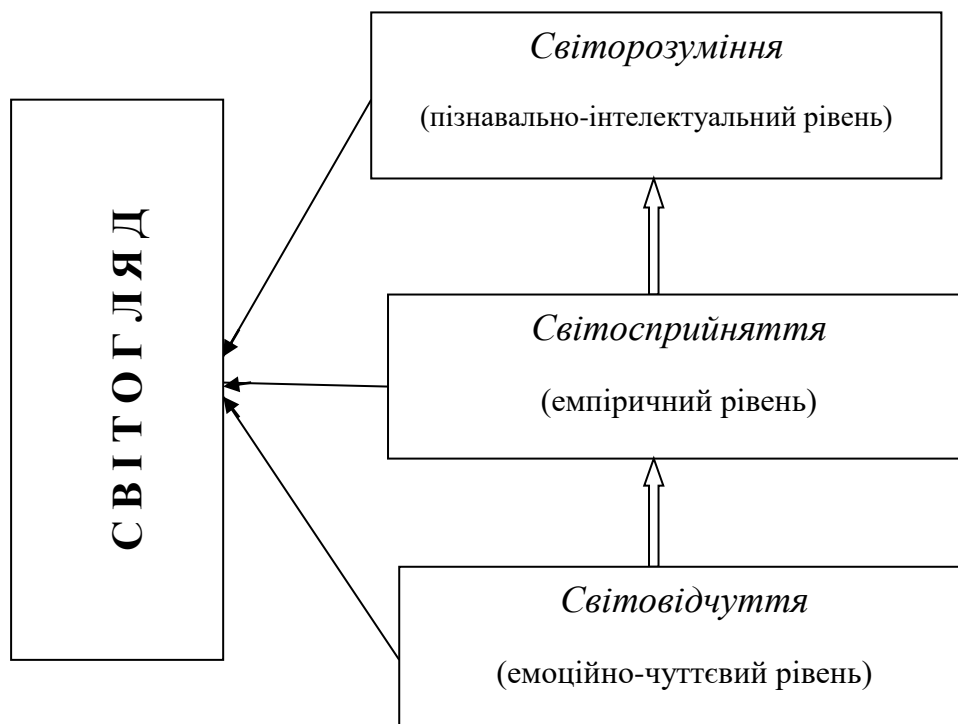 СВІТОГЛЯД
Світорозуміння
(пізнавально-інтелектуальний рівень)
Світосприйняття
(емпіричний рівень)
Світовідчуття
(емоційно-чуттєвий рівень)